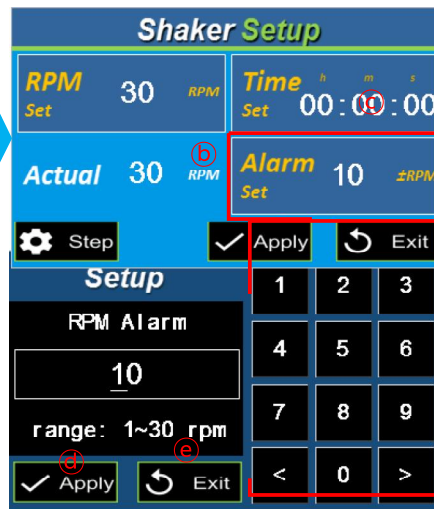 Shaker Setup
RPM Set 30 RPM
Time Set h m s 00:00:00
ⓒ
ⓑ
Actual 30 RPM
Alarm Set 10 ±RPM
Step Apply Exit
Setup
RPM Alarm
10
range: 1~30 rpm
ⓓ ⓔ
Apply Exit
1 2 3
4 5 6
7 8 9
< 0 >